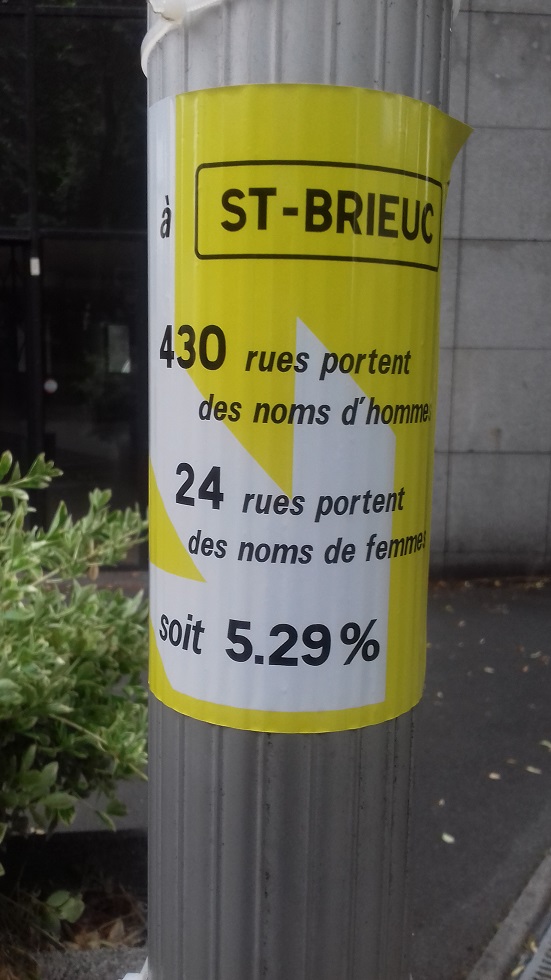 à ST-BRIEUC
430 rues portent
des noms d'hommes
24 rues portent
des noms de femmes
soit 5.29%